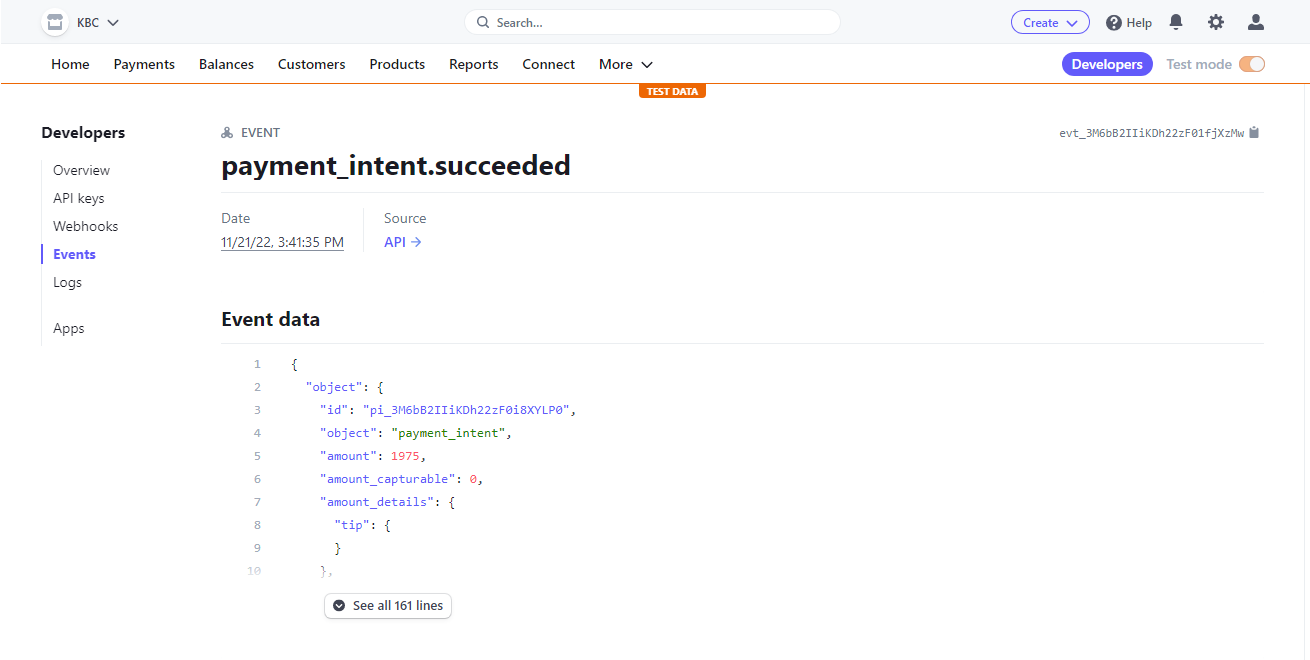 KBC
Search...
Create
Help
Home Payments Balances Customers Products Reports Connect More
Developers Test mode
TEST DATA
Developers
Overview
API keys
Webhooks
Events
Logs
Apps
EVENT
evt_3M6bB2IIiKDh22zF01fjXzMw
payment_intent.succeeded
Date
11/21/22, 3:41:35 PM
Source
API →
Event data
1 {
2 "object": {
3 "id": "pi_3M6bB2IIiKDh22zF0i8XYLP0",
4 "object": "payment_intent",
5 "amount": 1975,
6 "amount_capturable": 0,
7 "amount_details": {
8 "tip": {
9 }
10 },
See all 161 lines